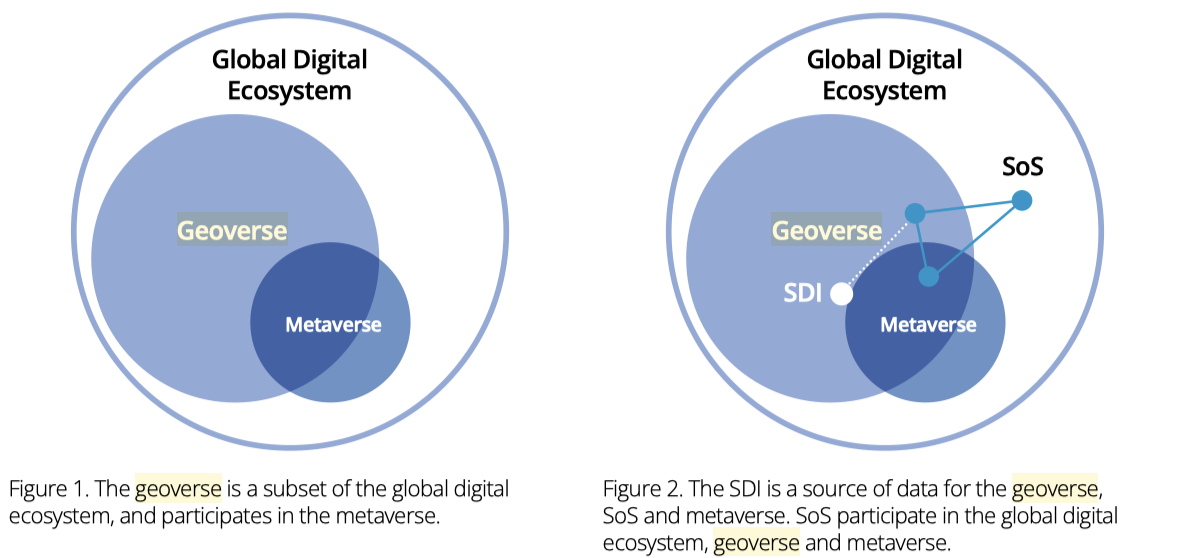 Global Digital
Ecosystem
Geoverse
Metaverse
Figure 1. The geoverse is a subset of the global digital
ecosystem, and participates in the metaverse.
Global Digital
Ecosystem
SoS
Geoverse
SDI
Metaverse
Figure 2. The SDI is a source of data for the geoverse,
SoS and metaverse. SoS participate in the global digital
ecosystem, geoverse and metaverse.